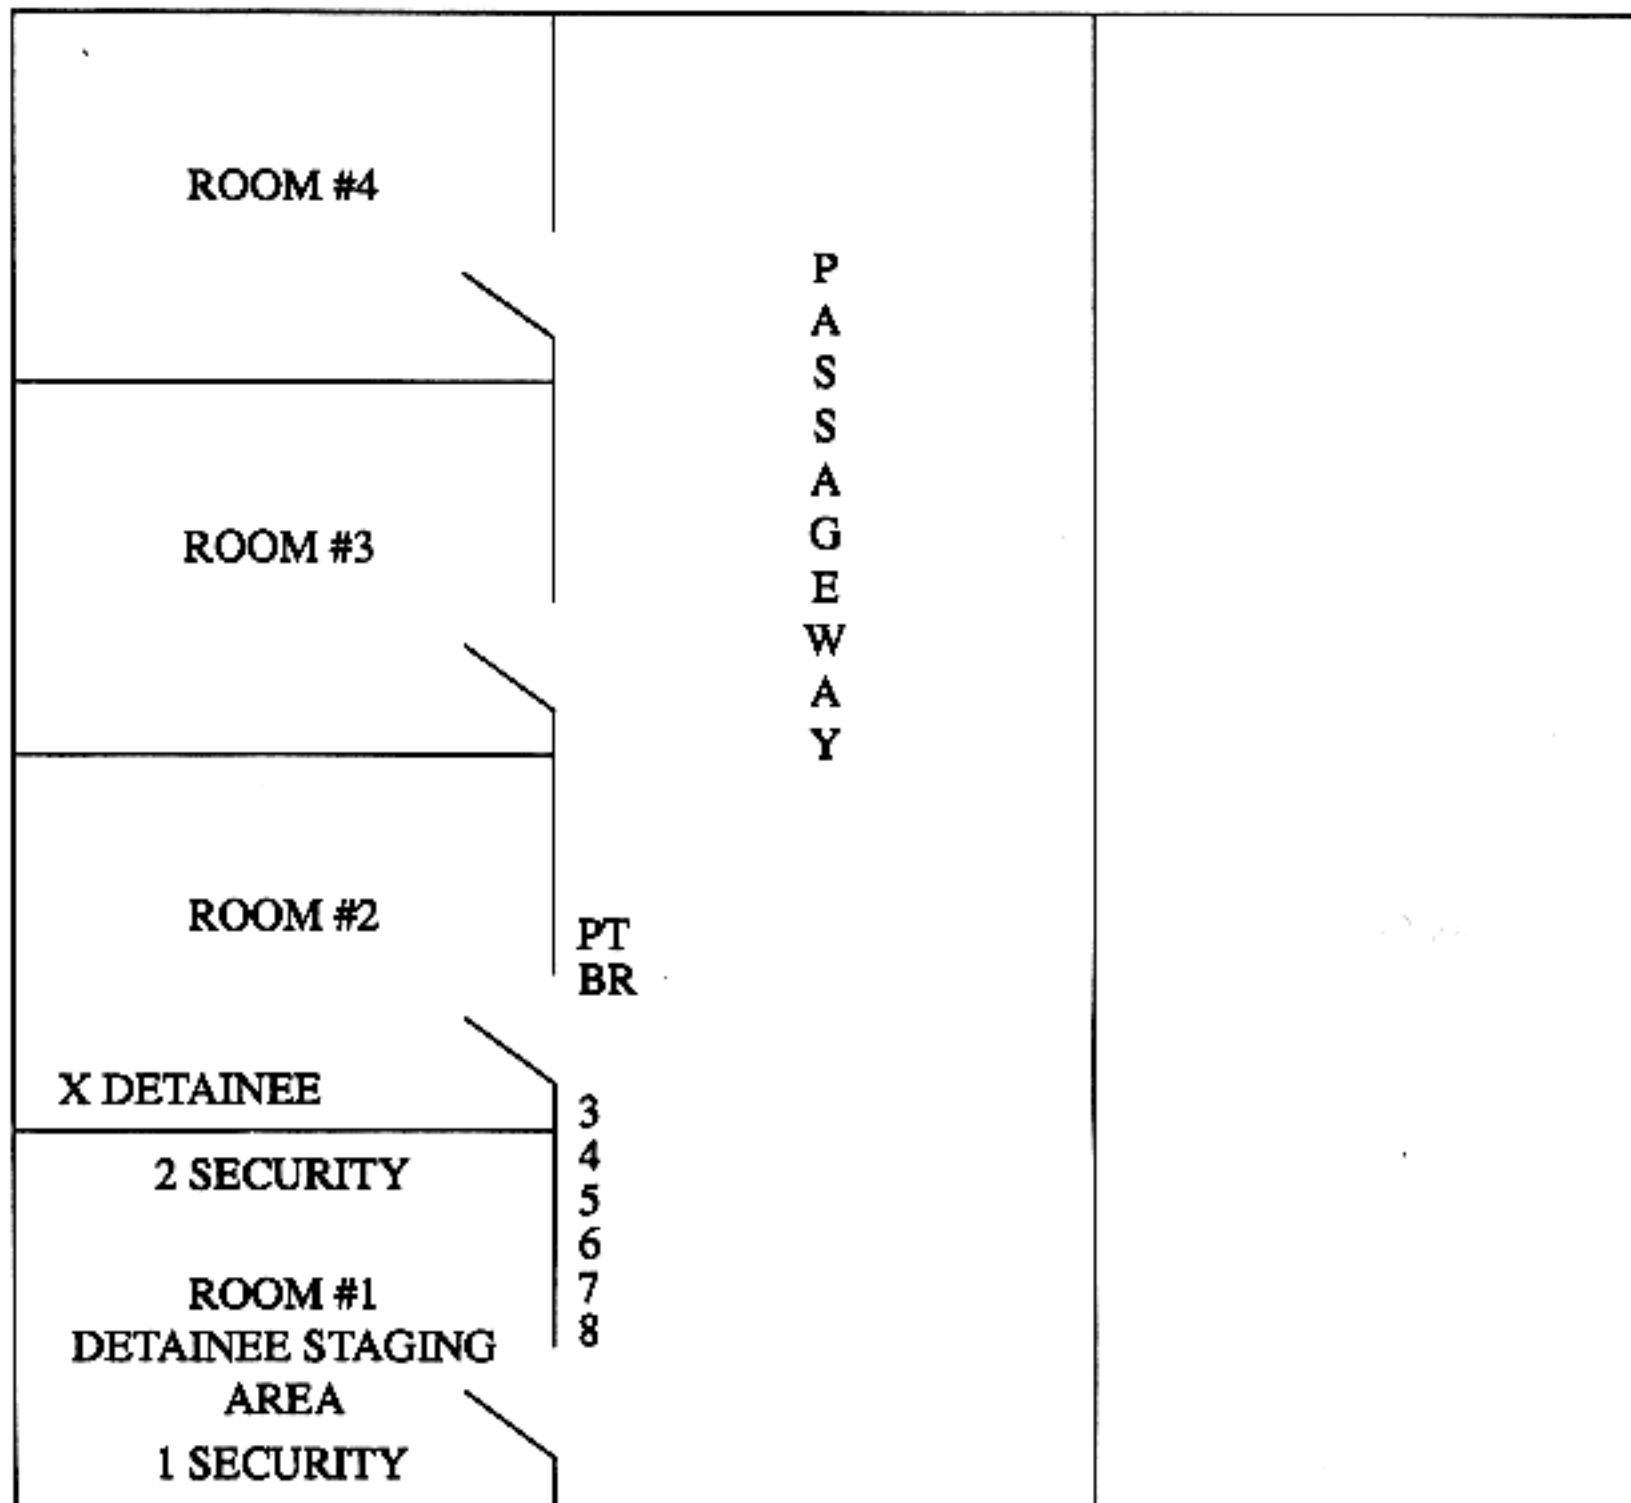 ROOM #4
P
A
S
S
A
G
E
W
A
Y
ROOM #3
ROOM #2
PT
BR
X DETAINEE
3
4
5
6
7
8
2 SECURITY
ROOM #1
DETAINEE STAGING
AREA
1 SECURITY